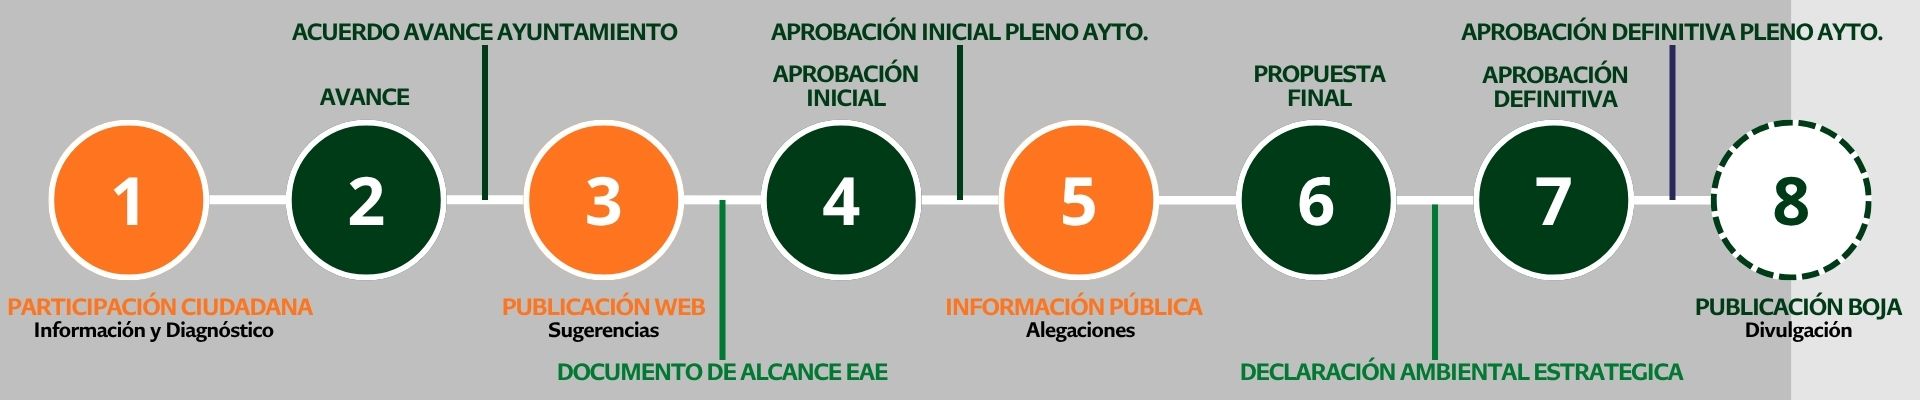 ACUERDO AVANCE AYUNTAMIENTO
APROBACIÓN INICIAL PLENO AYTO.
APROBACIÓN DEFINITIVA PLENO AYTO.
AVANCE
APROBACIÓN
INICIAL
PROPUESTA
FINAL
APROBACIÓN
DEFINITIVA
1
2
3
4
5
6
7
8
PARTICIPACIÓN CIUDADANA
Información y Diagnóstico
PUBLICACIÓN WEB
Sugerencias
INFORMACIÓN PÚBLICA
Alegaciones
PUBLICACIÓN BOJA
Divulgación
DOCUMENTO DE ALCANCE EAE
DECLARACIÓN AMBIENTAL ESTRATEGICA